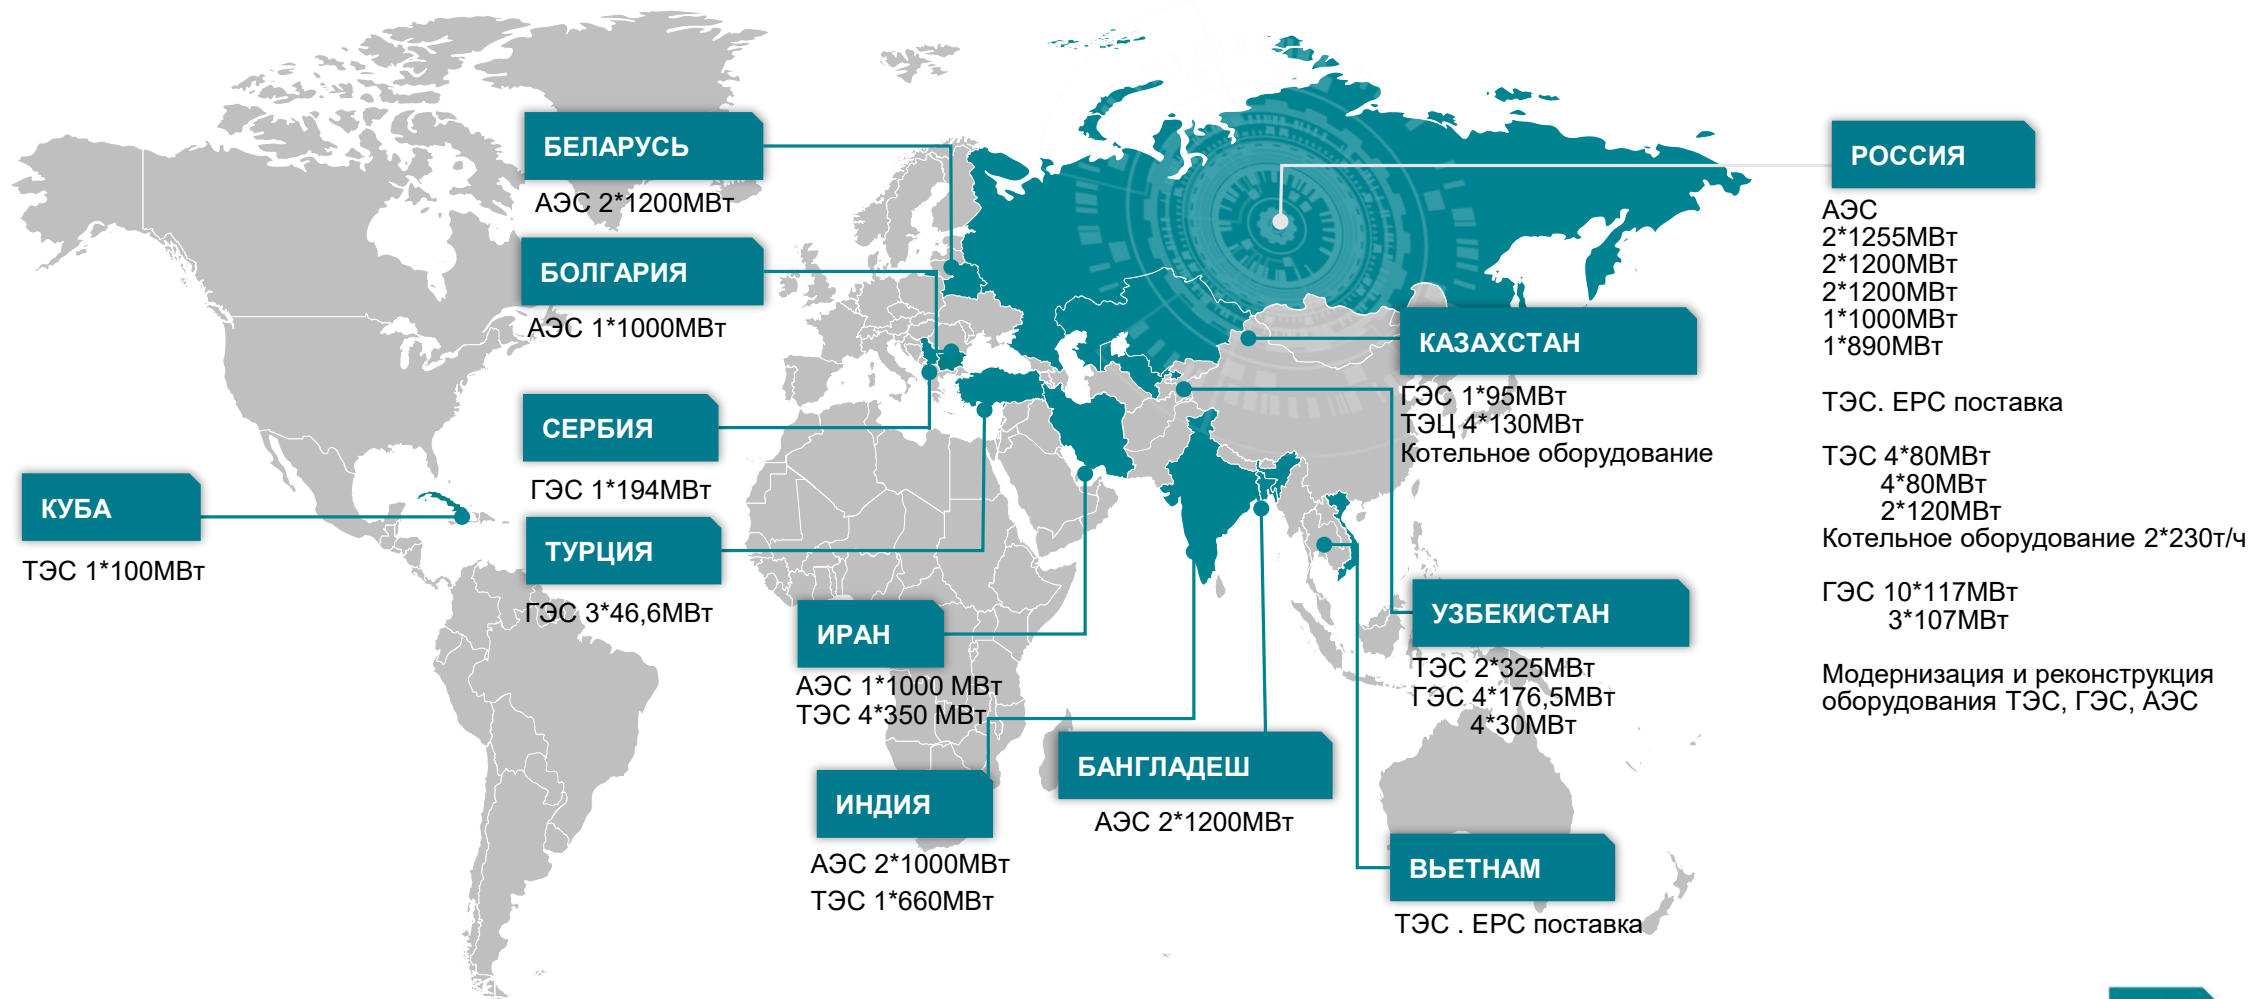 БЕЛАРУСЬ
АЭС 2*1200МВт
БОЛГАРИЯ
АЭС 1*1000МВт
СЕРБИЯ
ГЭС 1*194МВт
КУБА
ТЭС 1*100МВт
ТУРЦИЯ
ГЭС 3*46,6МВт
ИРАН
АЭС 1*1000 МВт
ТЭС 4*350 МВт
ИНДИЯ
АЭС 2*1000МВт
ТЭС 1*660МВт
БАНГЛАДЕШ
АЭС 2*1200МВт
КАЗАХСТАН
ГЭС 1*95МВт
ТЭЦ 4*130МВт
Котельное оборудование
УЗБЕКИСТАН
ТЭС 2*325МВт
ГЭС 4*176,5МВт
4*30МВт
ВЬЕТНАМ
ТЭС . ЕРС поставка
РОССИЯ
АЭС
2*1255МВт
2*1200МВт
2*1200МВт
1*1000МВт
1*890МВт
ТЭС. ЕРС поставка
ТЭС 4*80МВт
4*80МВт
2*120МВт
Котельное оборудование 2*230т/ч
ГЭС 10*117МВт
3*107МВт
Модернизация и реконструкция
оборудования ТЭС, ГЭС, АЭС